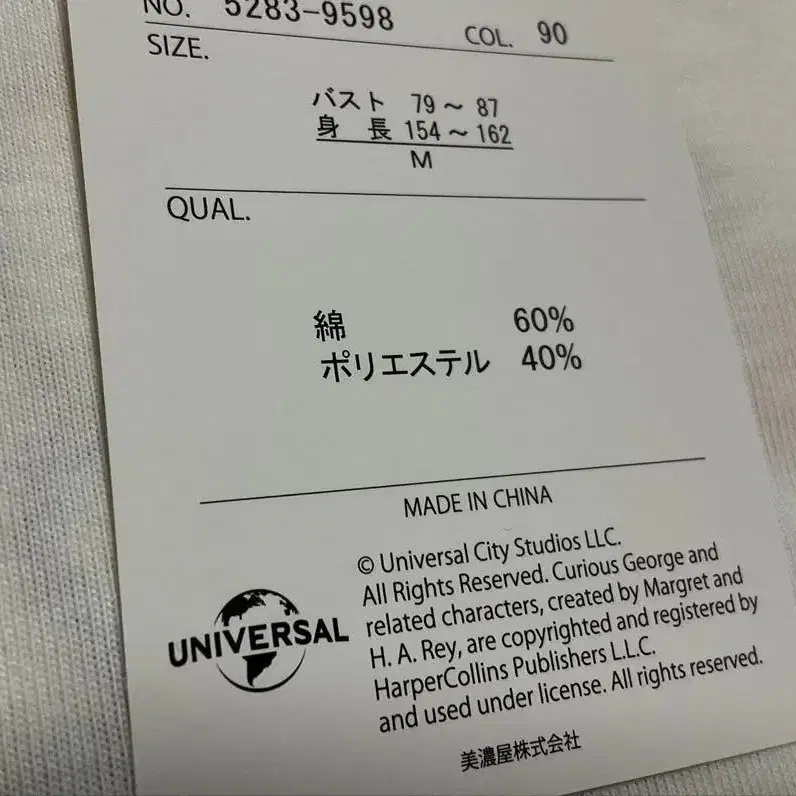 NO. 5283-9598 COL. 90
SIZE.
バスト 79～87
身 長 154～162
M
QUAL.
綿 60%
ポリエステル 40%
MADE IN CHINA
© Universal City Studios LLC.
All Rights Reserved. Curious George and
related characters, created by Margret and
H. A. Rey, are copyrighted and registered by
HarperCollins Publishers L.L.C.
and used under license. All rights reserved.
UNIVERSAL
美濃屋株式会社